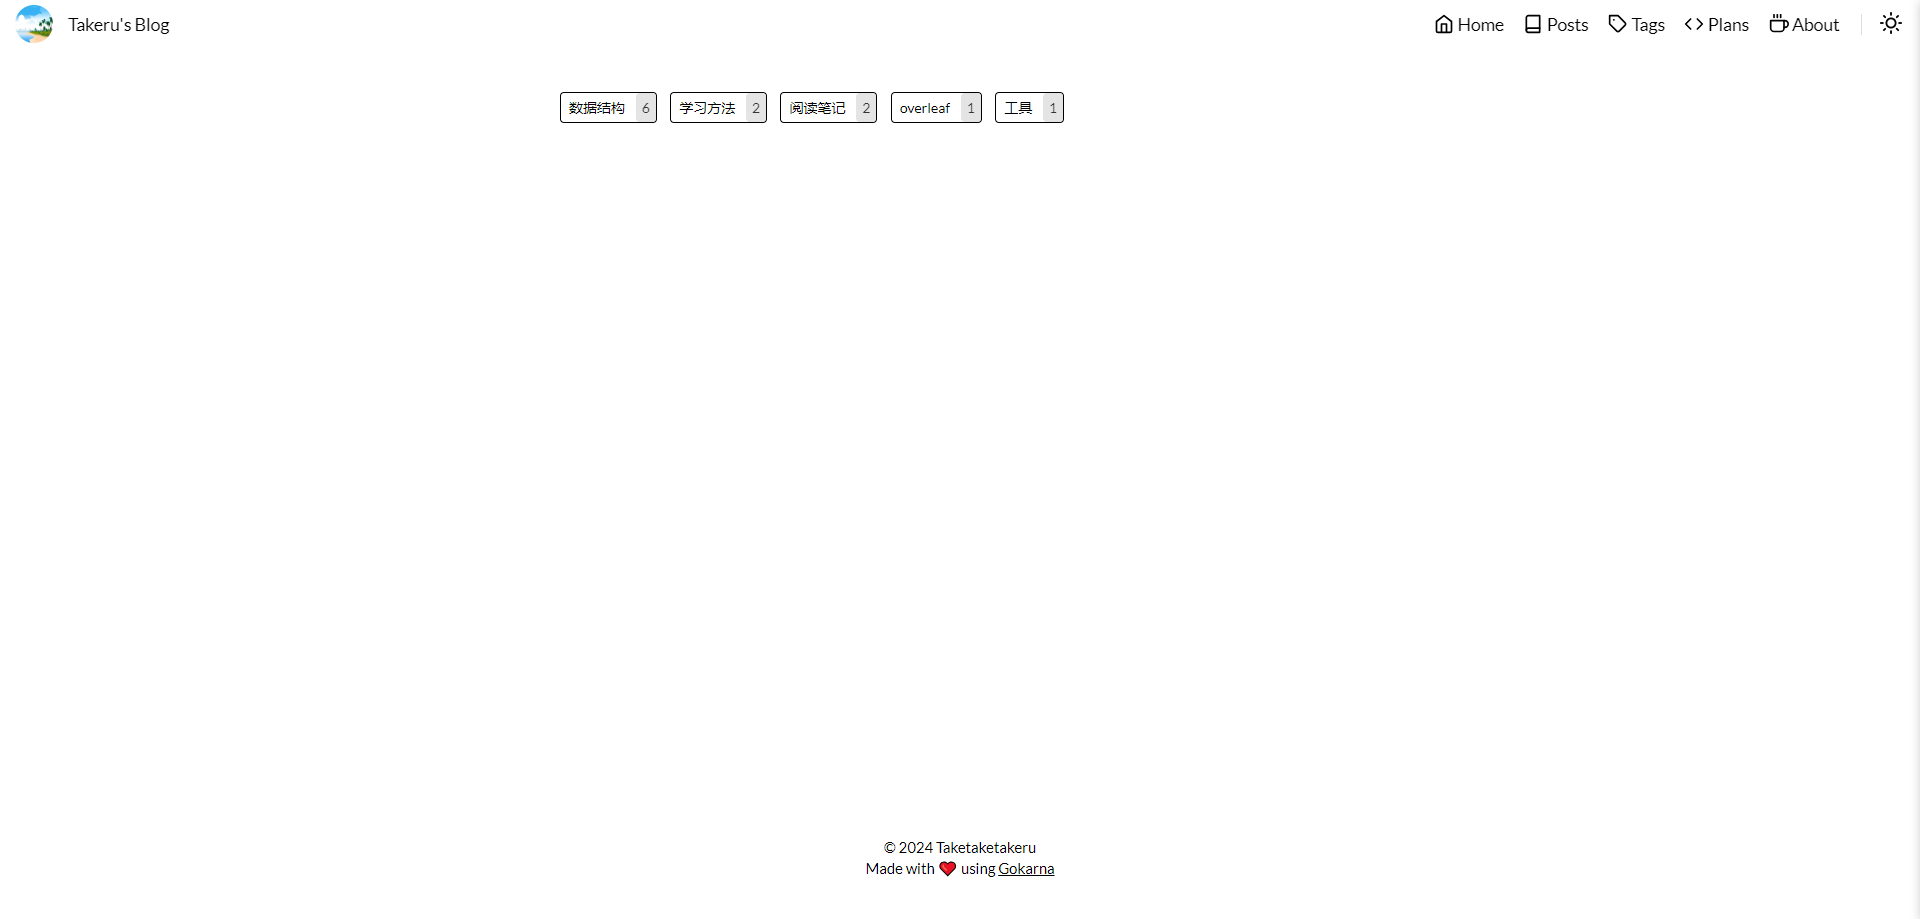 Takeru's Blog Home Posts Tags Plans About
数据结构 6 学习方法 2 阅读笔记 2 overleaf 1 工具 1
© 2024 Taketaketakeru
Made with ❤️ using Gokarna